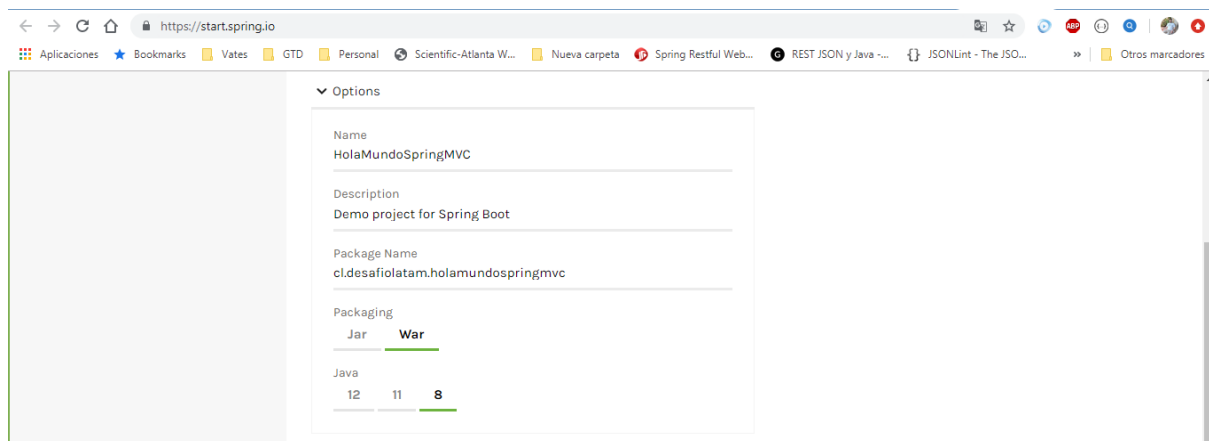 https://start.spring.io
ABP
Aplicaciones Bookmarks Vates GTD Personal Scientific-Atlanta W... Nueva carpeta Spring Restful Web... REST JSON y Java -... {} JSONLint - The JSO... » Otros marcadores
Options
Name
HolaMundoSpringMVC
Description
Demo project for Spring Boot
Package Name
cl.desafiolatam.holamundospringmvc
Packaging
Jar War
Java
12 11 8